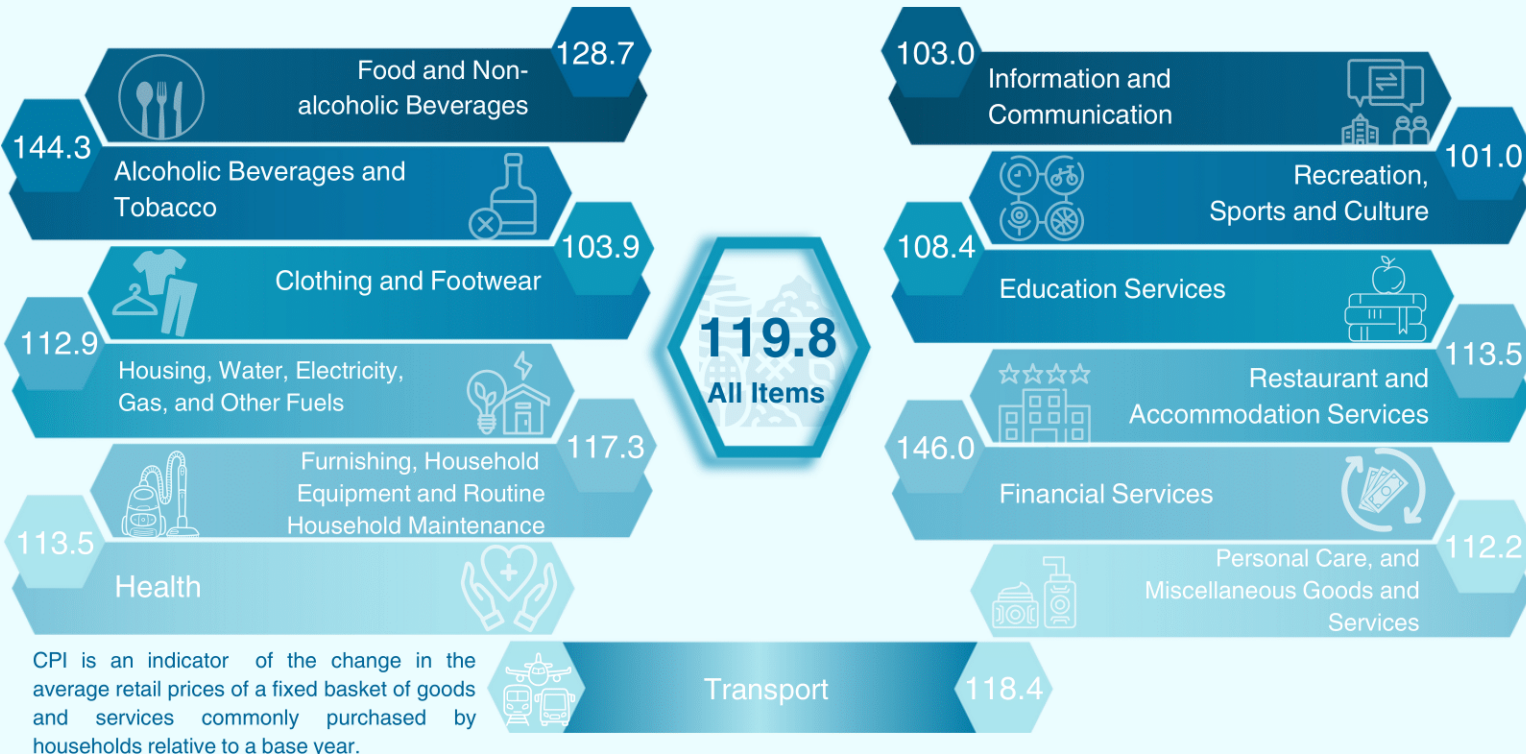 128.7
Food and Non-
alcoholic Beverages
144.3
Alcoholic Beverages and
Tobacco
103.9
Clothing and Footwear
112.9
Housing, Water, Electricity,
Gas, and Other Fuels
117.3
Furnishing, Household
Equipment and Routine
Household Maintenance
113.5
Health
119.8
All Items
103.0
Information and
Communication
101.0
Recreation,
Sports and Culture
108.4
Education Services
113.5
Restaurant and
Accommodation Services
146.0
Financial Services
112.2
Personal Care, and
Miscellaneous Goods and
Services
Transport
118.4
CPI is an indicator of the change in the
average retail prices of a fixed basket of goods
and services commonly purchased by
households relative to a base year.